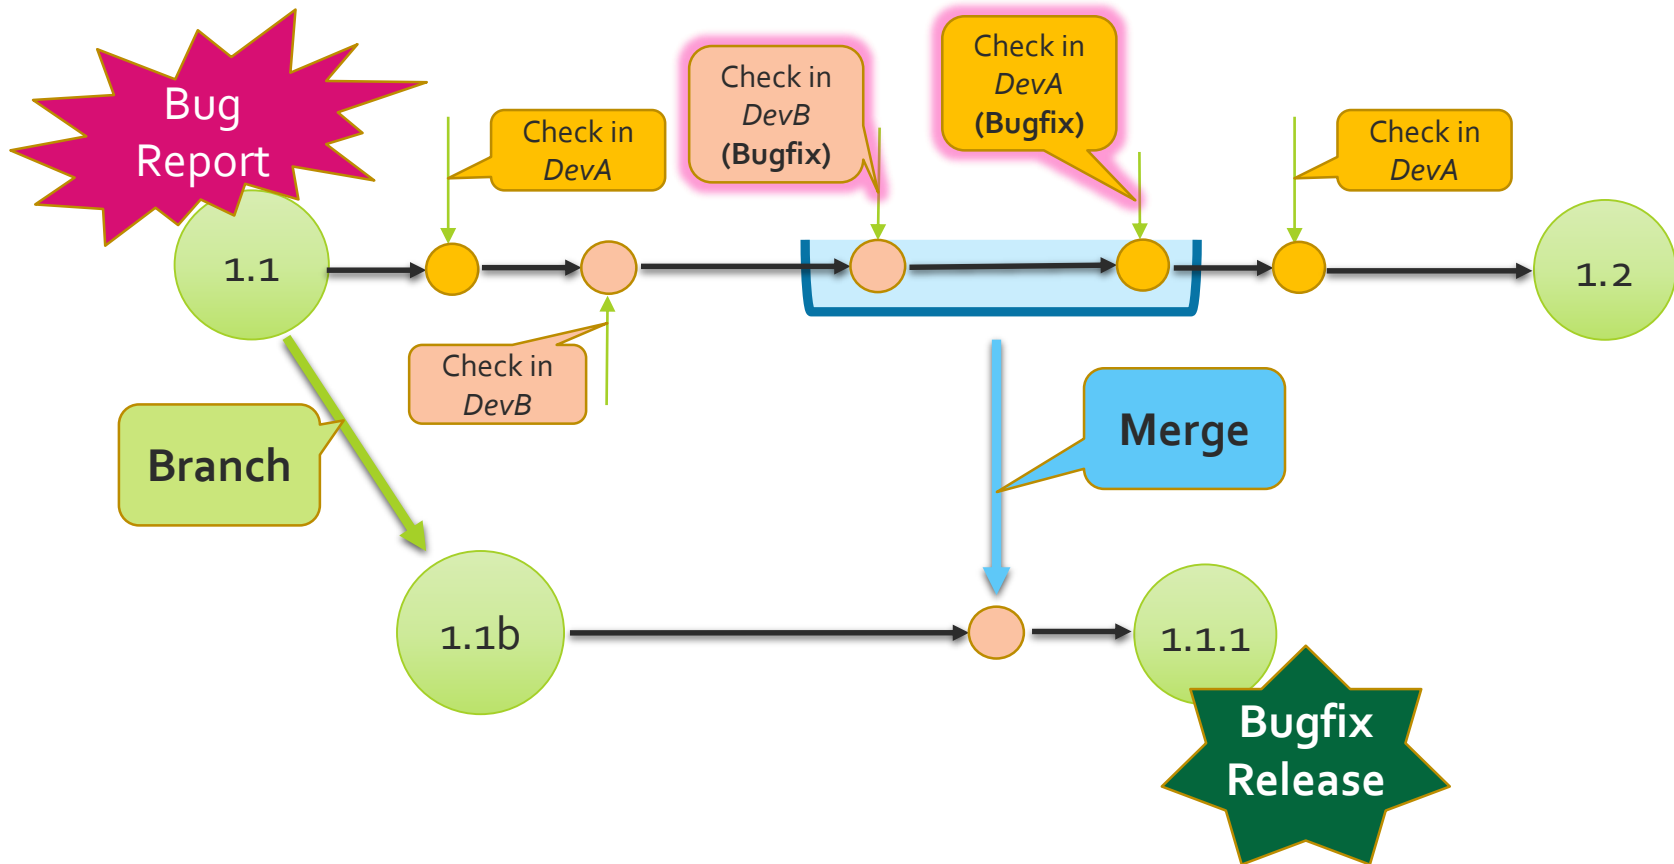 Bug
Report
Check in
DevA
Check in
DevB
(Bugfix)
Check in
DevA
(Bugfix)
Check in
DevA
1.1
1.2
Check in
DevB
Branch
Merge
1.1b
1.1.1
Bugfix
Release